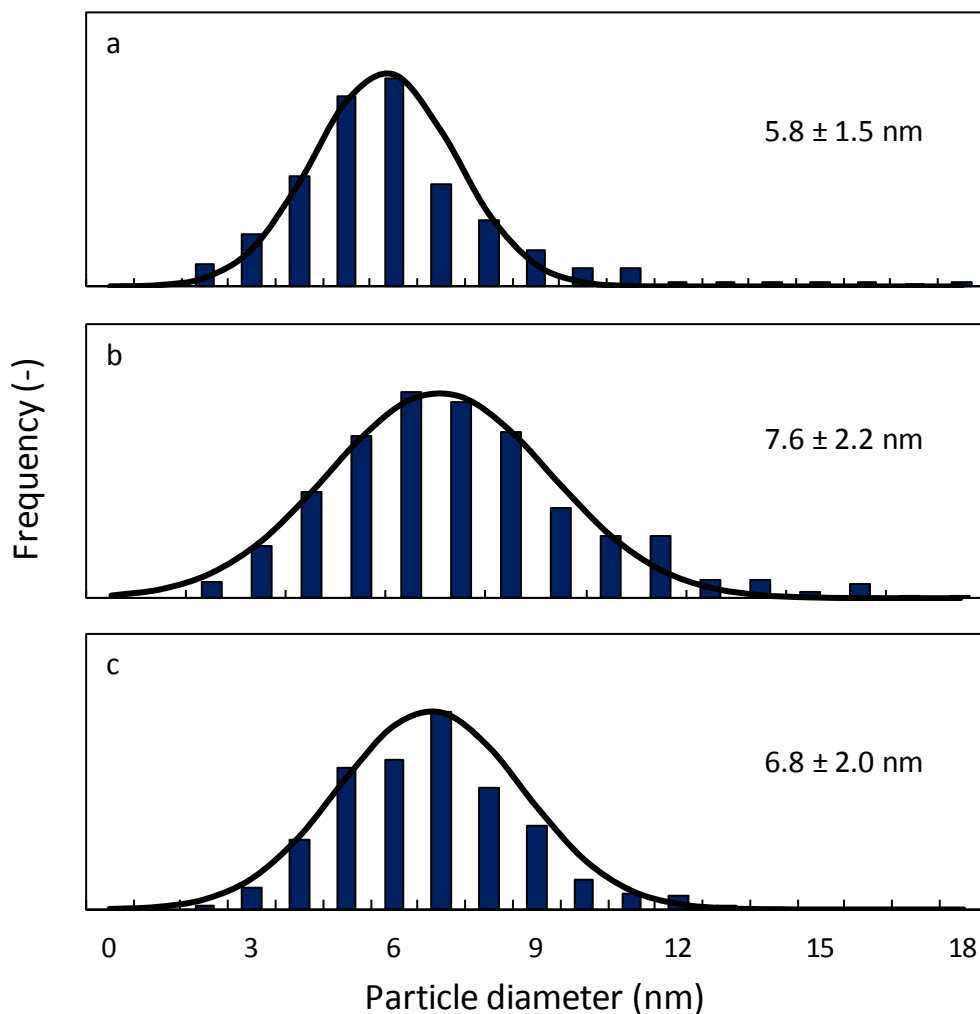 a
5.8 ± 1.5 nm
b
7.6 ± 2.2 nm
Frequency (-)
c
6.8 ± 2.0 nm
0 3 6 9 12 15 18
Particle diameter (nm)